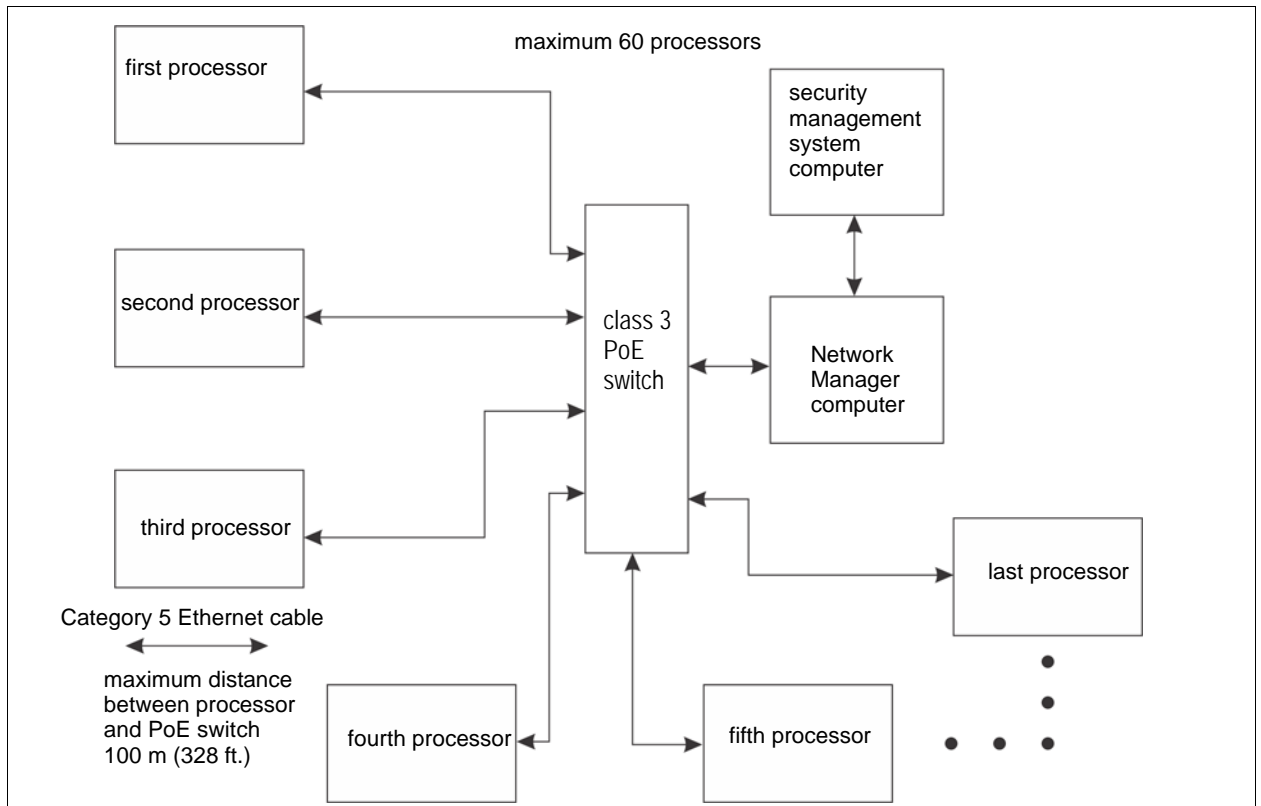 maximum 60 processors
first processor
security
management
system
computer
second processor
class 3
PoE
switch
Network
Manager
computer
third processor
last processor
Category 5 Ethernet cable
maximum distance
between processor
and PoE switch
100 m (328 ft.)
fourth processor
fifth processor